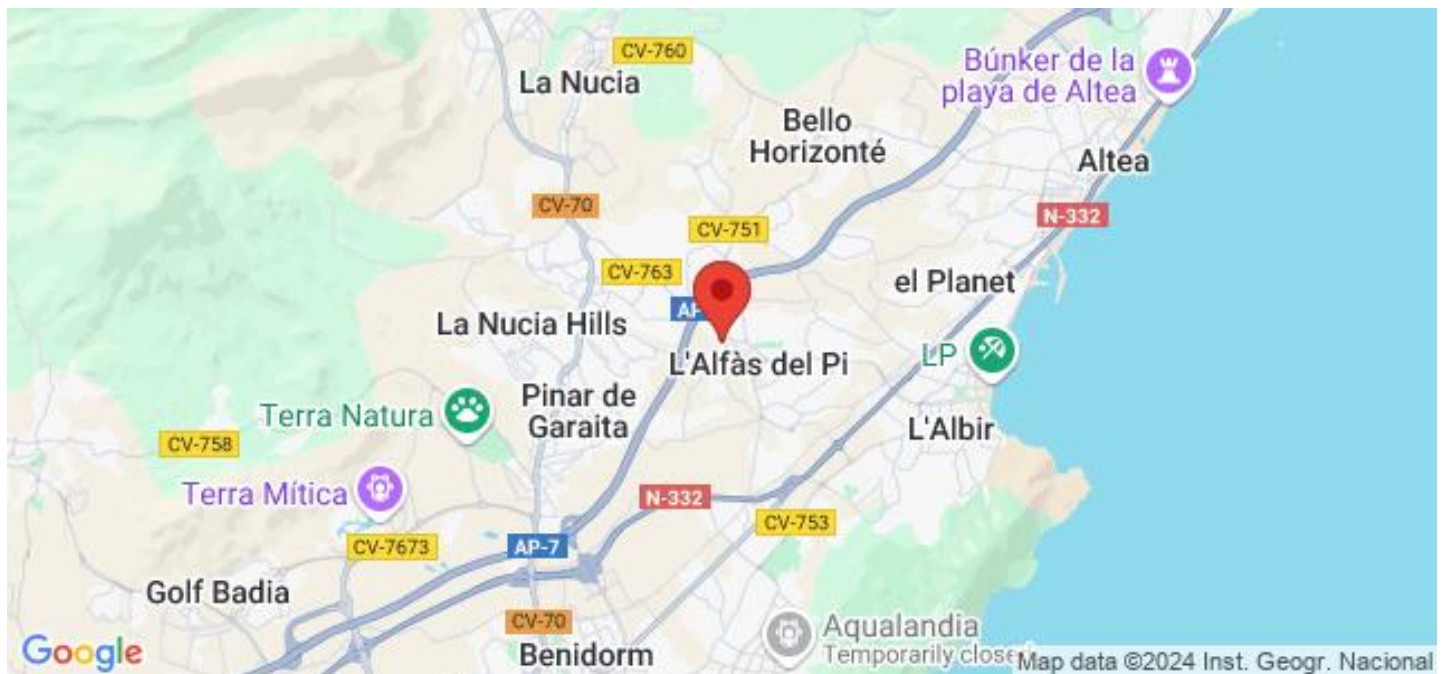 CV-760
La Nucia
Búnker de la
playa de Altea
Bello
Horizonté
Altea
CV-70
N-332
CV-751
CV-763
el Planet
AP
La Nucia Hills
L'Alfàs del Pi
LP
Pinar de
Garaita
Terra Natura
L'Albir
CV-758
Terra Mítica
N-332
CV-753
CV-7673
AP-7
Golf Badia
CV-70
Aqualandia
Temporarily close
Benidorm
Google
Map data ©2024 Inst. Geogr. Nacional